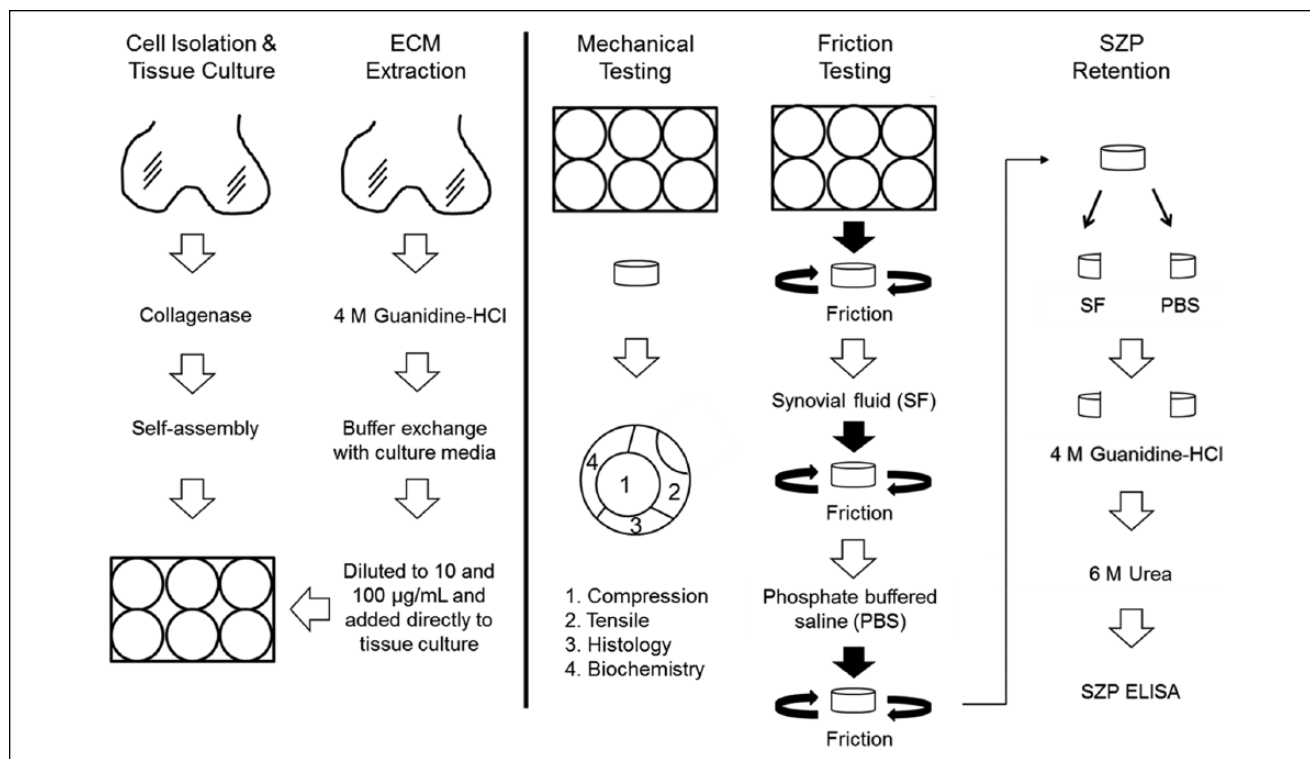 Cell Isolation &
Tissue Culture
Collagenase
Self-assembly
ECM
Extraction
4 M Guanidine-HCl
Buffer exchange
with culture media
Diluted to 10 and
100 µg/mL and
added directly to
tissue culture
Mechanical
Testing
4
1
2
3
1. Compression
2. Tensile
3. Histology
4. Biochemistry
Friction
Testing
Friction
Synovial fluid (SF)
Friction
Phosphate buffered
saline (PBS)
Friction
SZP
Retention
SF
PBS
4 M Guanidine-HCl
6 M Urea
SZP ELISA